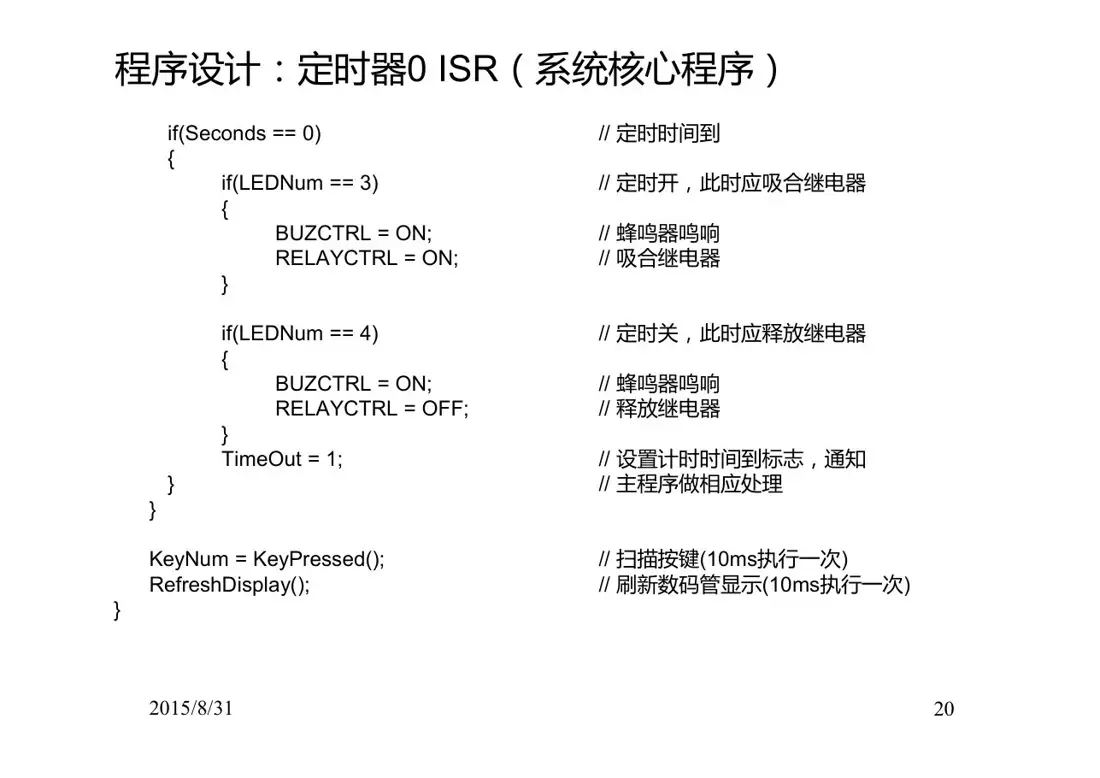 程序设计：定时器0 ISR（系统核心程序）
if(Seconds == 0) // 定时时间到
{
if(LEDNum == 3) // 定时开，此时应吸合继电器
{
BUZCTRL = ON; // 蜂鸣器鸣响
RELAYCTRL = ON; // 吸合继电器
}
if(LEDNum == 4) // 定时关，此时应释放继电器
{
BUZCTRL = ON; // 蜂鸣器鸣响
RELAYCTRL = OFF; // 释放继电器
}
TimeOut = 1; // 设置计时时间到标志，通知
} // 主程序做相应处理
}
KeyNum = KeyPressed(); // 扫描按键(10ms执行一次)
RefreshDisplay(); // 刷新数码管显示(10ms执行一次)
}
2015/8/31 20